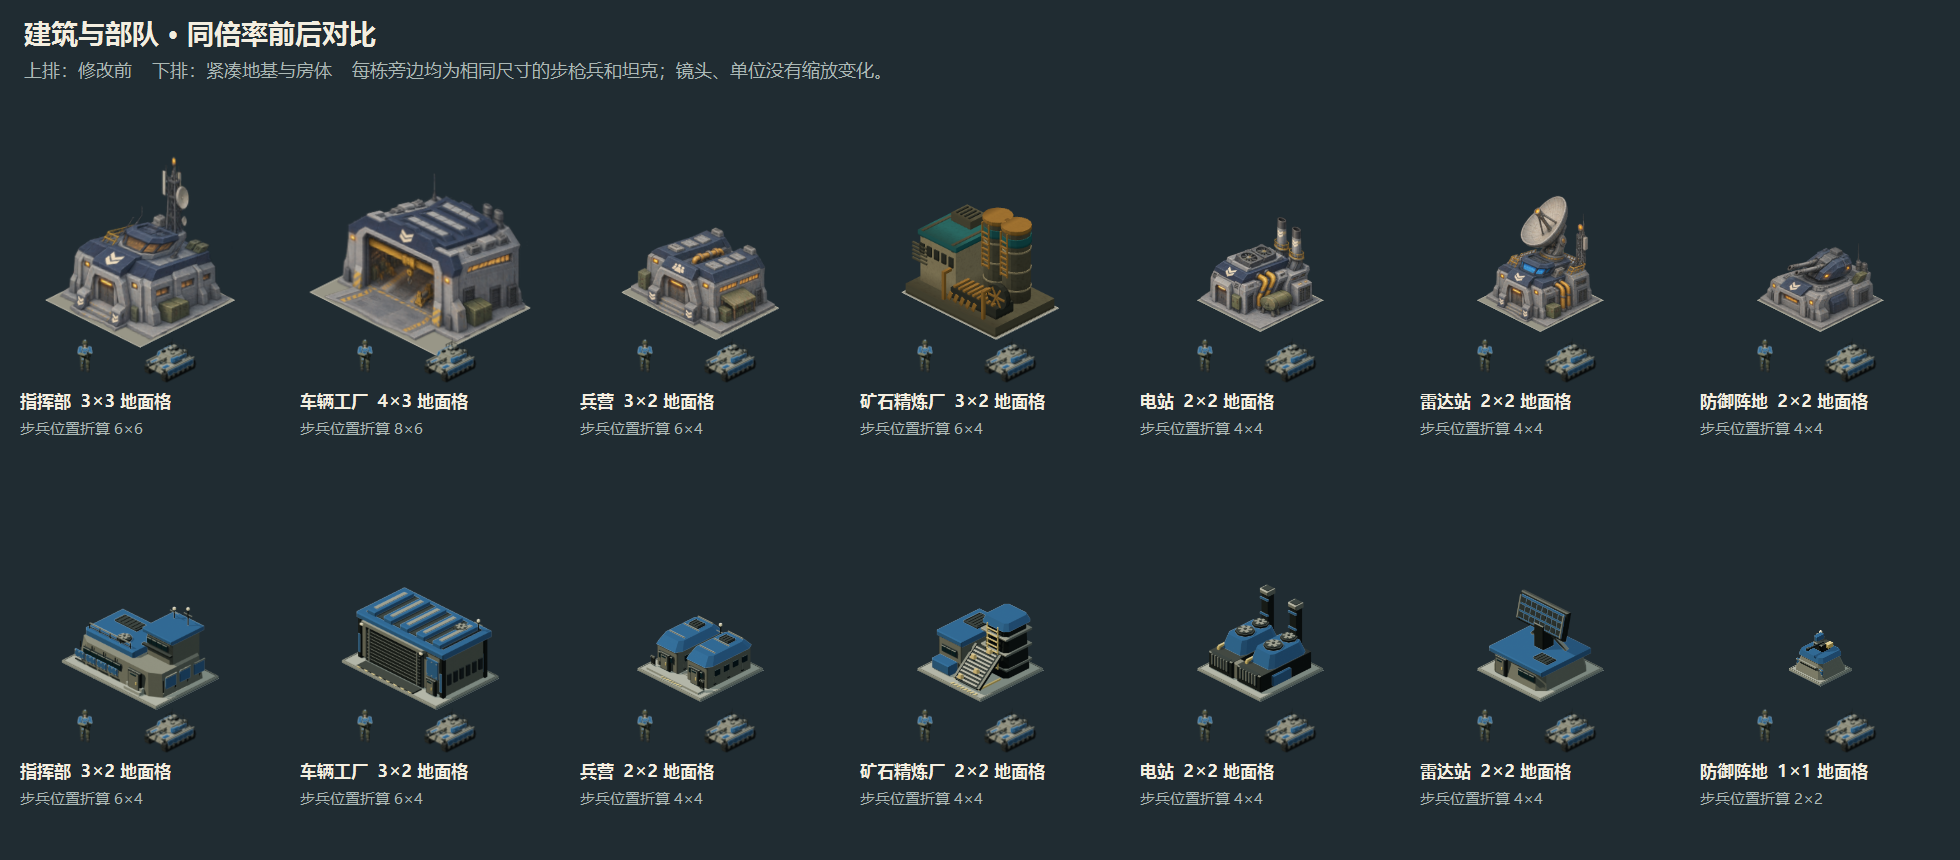 建筑与部队 • 同倍率前后对比
上排：修改前 下排：紧凑地基与房体 每栋旁边均为相同尺寸的步枪兵和坦克；镜头、单位没有缩放变化。
指挥部 3×3 地面格
步兵位置折算 6×6
车辆工厂 4×3 地面格
步兵位置折算 8×6
兵营 3×2 地面格
步兵位置折算 6×4
矿石精炼厂 3×2 地面格
步兵位置折算 6×4
电站 2×2 地面格
步兵位置折算 4×4
雷达站 2×2 地面格
步兵位置折算 4×4
防御阵地 2×2 地面格
步兵位置折算 4×4
指挥部 3×2 地面格
步兵位置折算 6×4
车辆工厂 3×2 地面格
步兵位置折算 6×4
兵营 2×2 地面格
步兵位置折算 4×4
矿石精炼厂 2×2 地面格
步兵位置折算 4×4
电站 2×2 地面格
步兵位置折算 4×4
雷达站 2×2 地面格
步兵位置折算 4×4
防御阵地 1×1 地面格
步兵位置折算 2×2